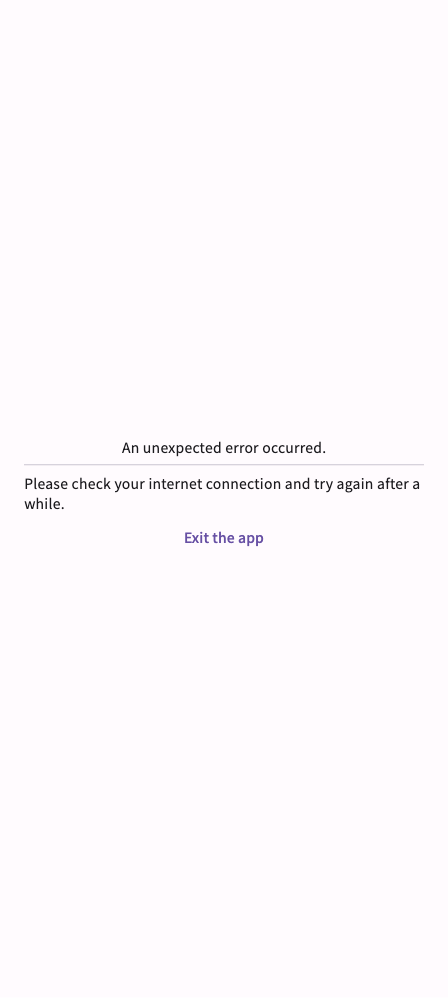 An unexpected error occurred.
Please check your internet connection and try again after a
while.
Exit the app